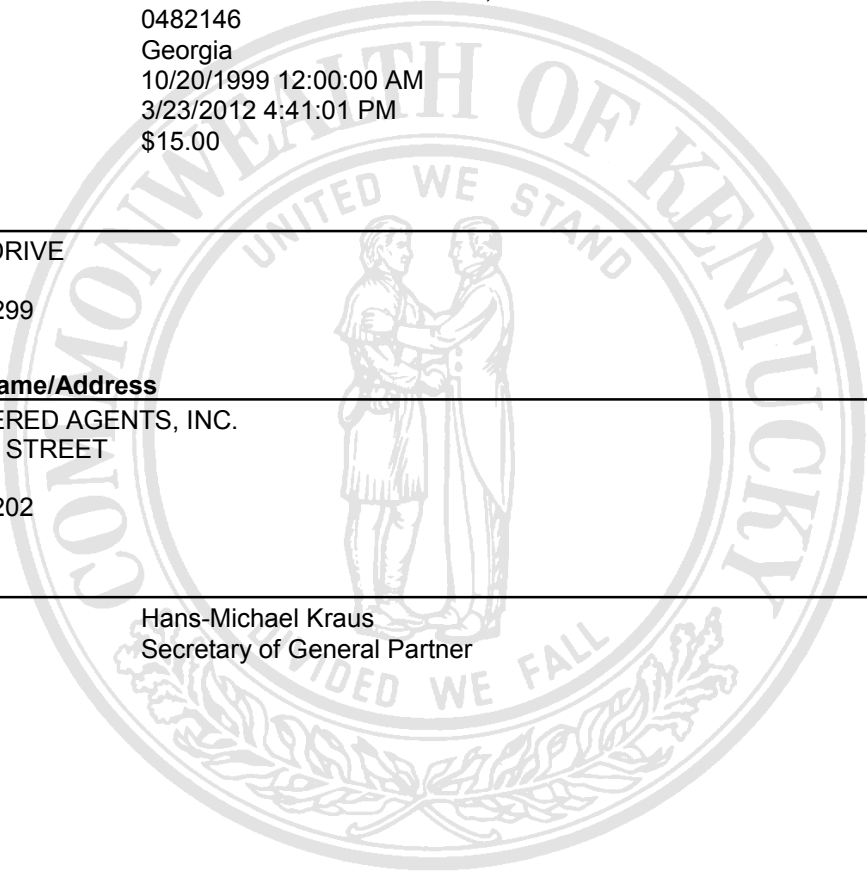 0482146
Georgia
10/20/1999 12:00:00 AM
3/23/2012 4:41:01 PM
$15.00
COMMONWEALTH OF KENTUCKY
UNITED WE STAND
DRIVE
299
ame/Address
ERED AGENTS, INC.
STREET
202
Hans-Michael Kraus
Secretary of General Partner
DIVIDED WE FALL